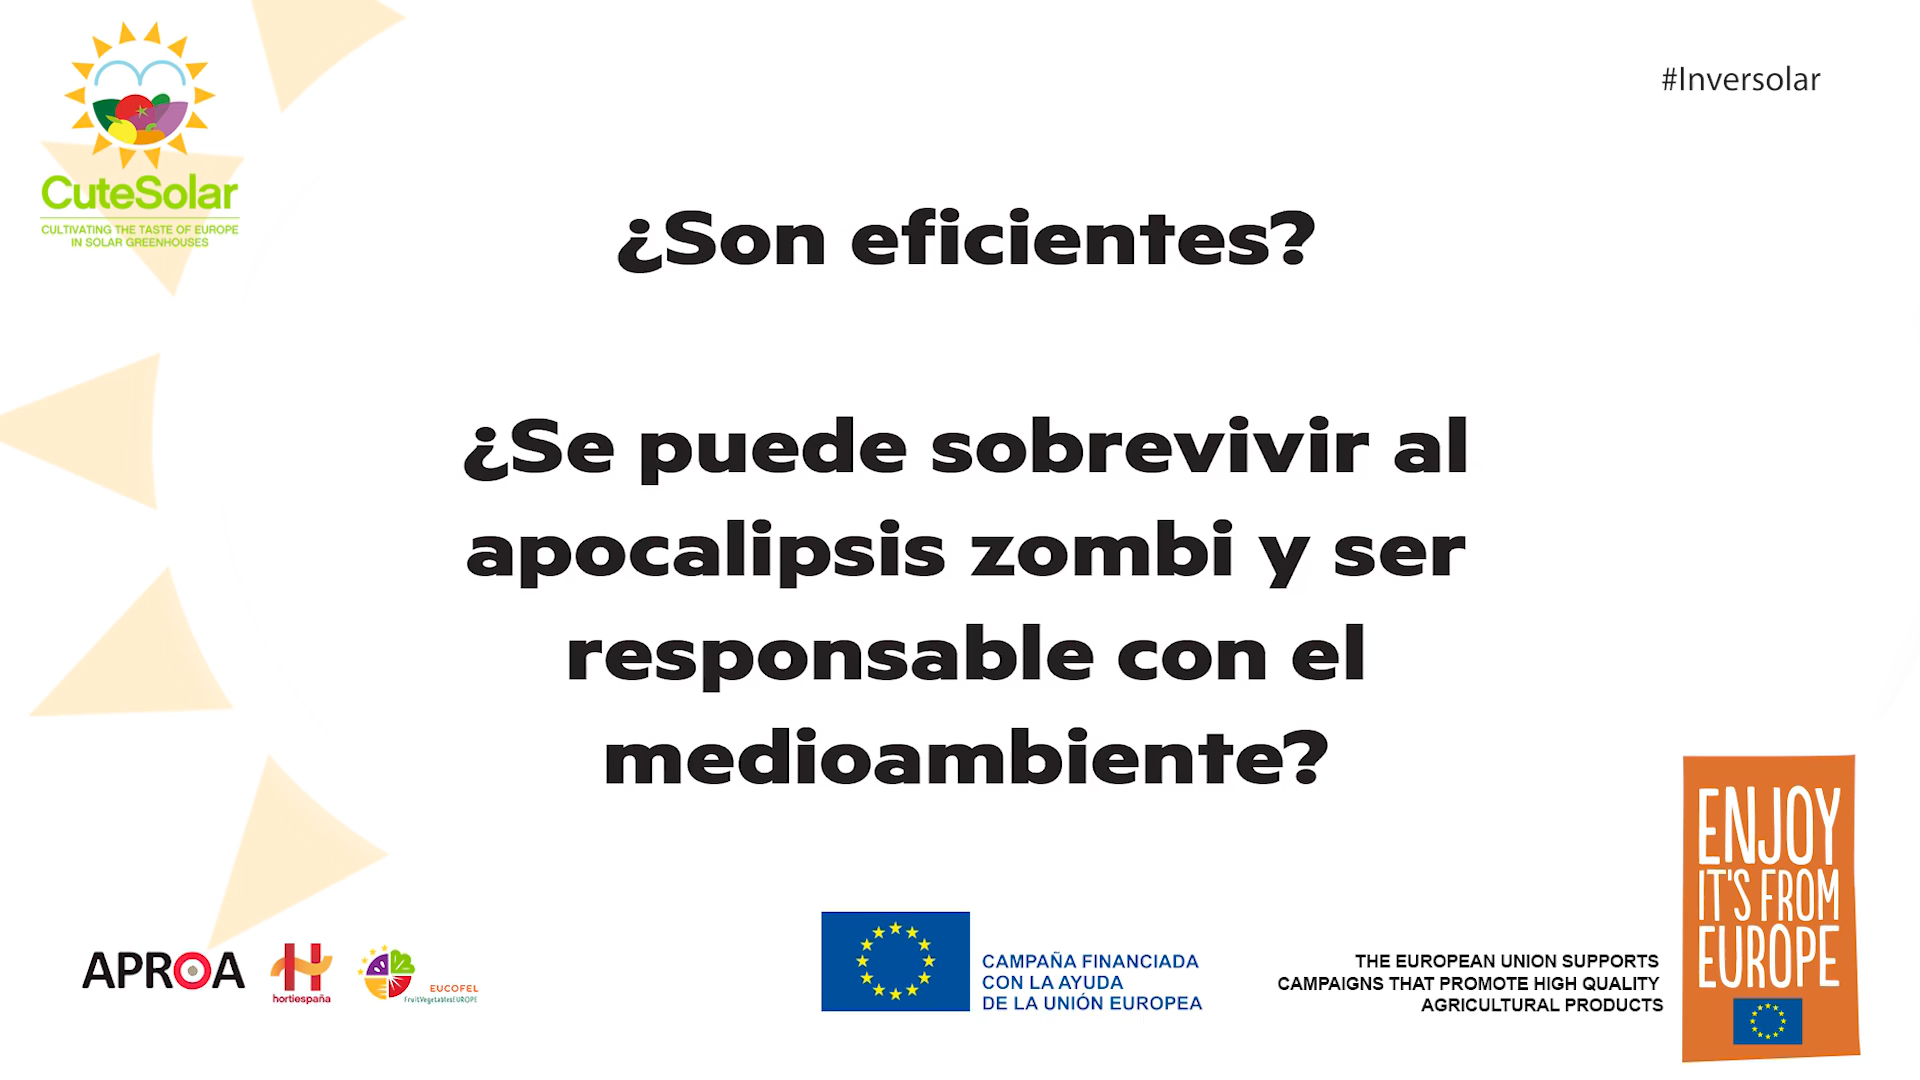 CuteSolar
CULTIVATING THE TASTE OF EUROPE
IN SOLAR GREENHOUSES
#Inversolar
¿Son eficientes?
¿Se puede sobrevivir al
apocalipsis zombi y ser
responsable con el
medioambiente?
APROA
hortiespaña
EUCOFEL
FruitVegetablesEUROPE
CAMPAÑA FINANCIADA
CON LA AYUDA
DE LA UNIÓN EUROPEA
THE EUROPEAN UNION SUPPORTS
CAMPAIGNS THAT PROMOTE HIGH QUALITY
AGRICULTURAL PRODUCTS
ENJOY
IT'S FROM
EUROPE